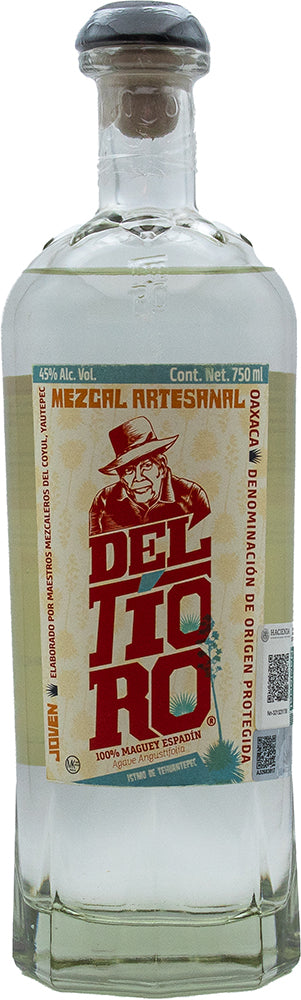 45% Alc. Vol. Cont. Net. 750 ml
MEZCAL ARTESANAL
DEL
TÍO
RO®
100% MAGUEY ESPADÍN
Agave Angustifolia
ISTMO DE TEHUANTEPEC
JOVEN ELABORADO POR MAESTROS MEZCALEROS DEL COYUL, YAUTEPEC
OAXACA DENOMINACIÓN DE ORIGEN PROTEGIDA
HACIENDA